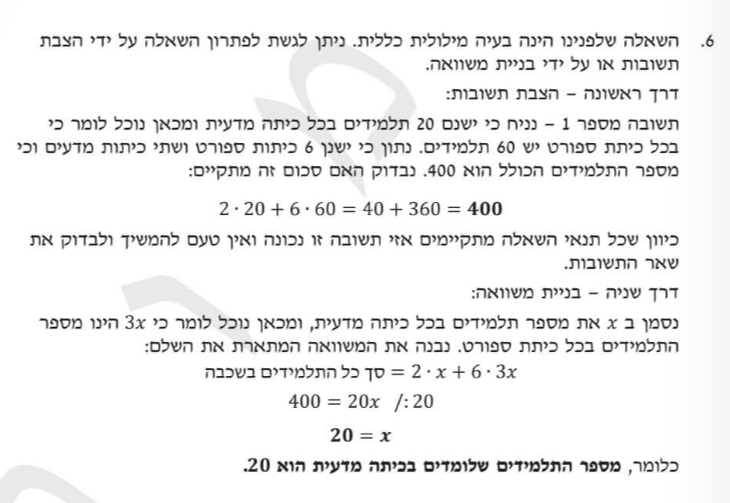 6. השאלה שלפנינו הינה בעיה מילולית כללית. ניתן לגשת לפתרון השאלה על ידי הצבת
תשובות או על ידי בניית משוואה.
דרך ראשונה – הצבת תשובות:
תשובה מספר 1 – נניח כי ישנם 20 תלמידים בכל כיתה מדעית ומכאן נוכל לומר כי
בכל כיתת ספורט יש 60 תלמידים. נתון כי ישנן 6 כיתות ספורט ושתי כיתות מדעים וכי
מספר התלמידים הכולל הוא 400. נבדוק האם סכום זה מתקיים:
2 · 20 + 6 · 60 = 40 + 360 = 400
כיוון שכל תנאי השאלה מתקיימים אזי תשובה זו נכונה ואין טעם להמשיך ולבדוק את
שאר התשובות.
דרך שניה – בניית משוואה:
נסמן ב x את מספר תלמידים בכל כיתה מדעית, ומכאן נוכל לומר כי 3x הינו מספר
התלמידים בכל כיתת ספורט. נבנה את המשוואה המתארת את השלם:
סך כל התלמידים בשכבה = 2 · x + 6 · 3x
400 = 20x /: 20
20 = x
כלומר, מספר התלמידים שלומדים בכיתה מדעית הוא 20.